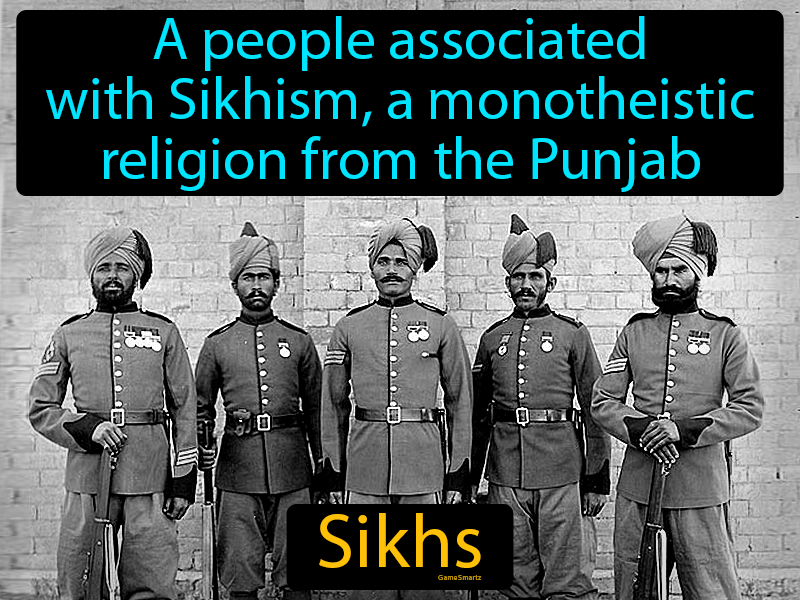 A people associated
with Sikhism, a monotheistic
religion from the Punjab
Sikhs
GameSmartz